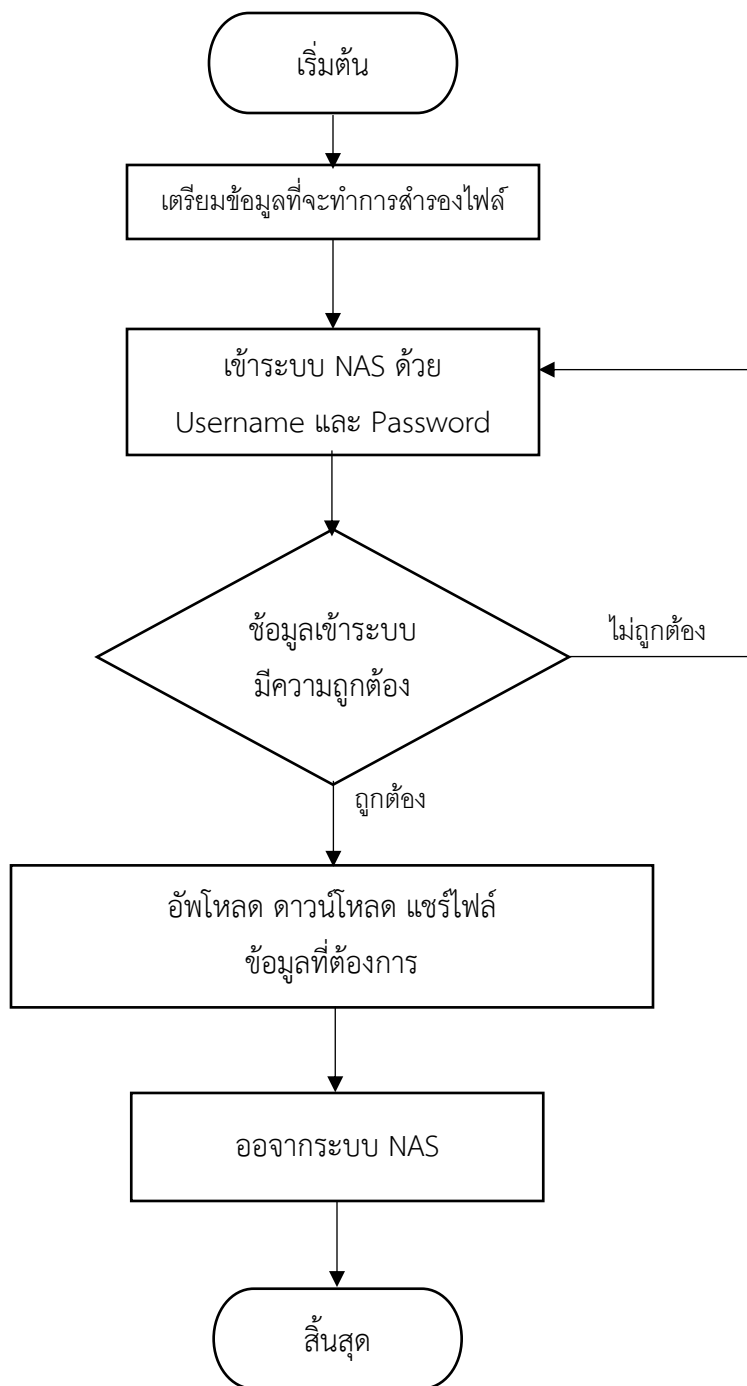 เริ่มต้น
เตรียมข้อมูลที่จะทำการสำรองไฟล์
เข้าระบบ NAS ด้วย
Username และ Password
ช้อมูลเข้าระบบ
มีความถูกต้อง
ไม่ถูกต้อง
ถูกต้อง
อัพโหลด ดาวน์โหลด แชร์ไฟล์
ข้อมูลที่ต้องการ
ออจากระบบ NAS
สิ้นสุด